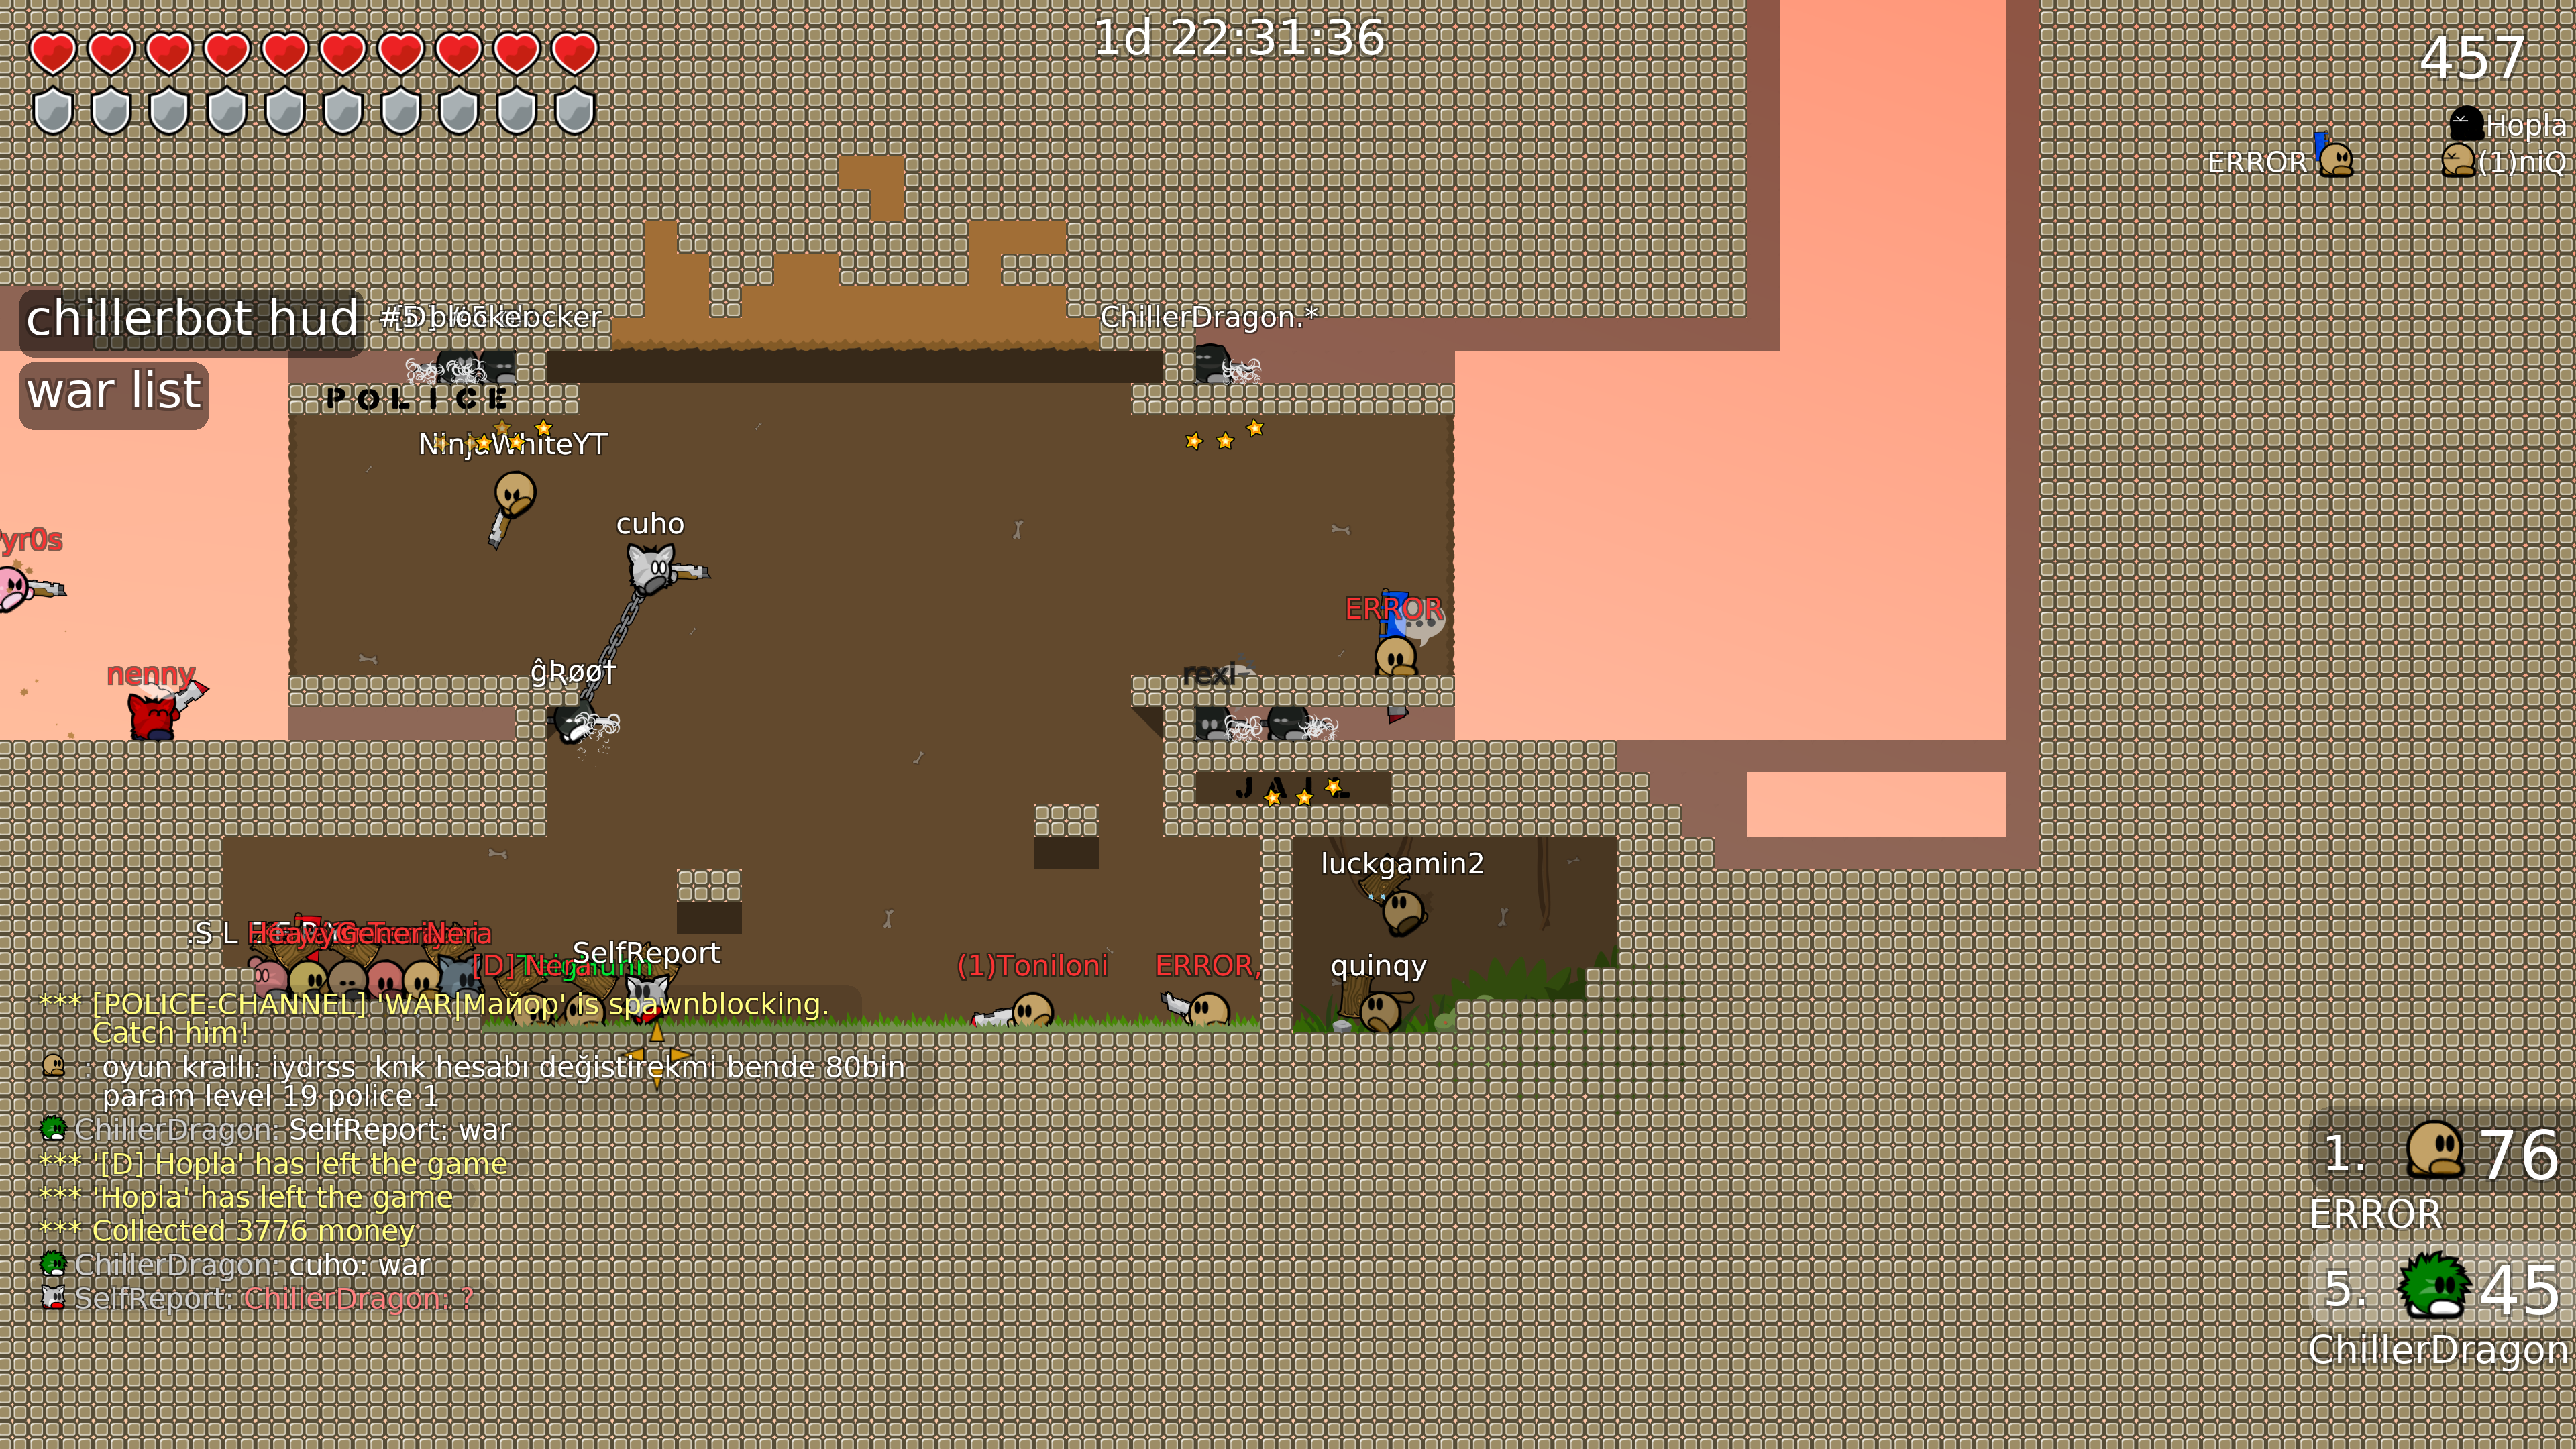 1d 22:31:36
457
Hopla
ERROR
(1)niQ
chillerbot hud
ChillerDragon.*
war list
POLICE
NinjaWhiteYT
cuho
yr0s
ERROR
nenny
ĝƦøø†
rexi
JAIL
luckgamin2
SelfReport
(1)Toniloni
ERROR,
quinqy
*** [POLICE-CHANNEL] 'WAR|Майор' is spawnblocking.
Catch him!
: oyun krallı: iydrss knk hesabı değistirekmi bende 80bin
param level 19 police 1
ChillerDragon: SelfReport: war
*** '[D] Hopla' has left the game
*** 'Hopla' has left the game
*** Collected 3776 money
ChillerDragon: cuho: war
SelfReport: ChillerDragon: ?
1. 76
ERROR
5. 45
ChillerDragon